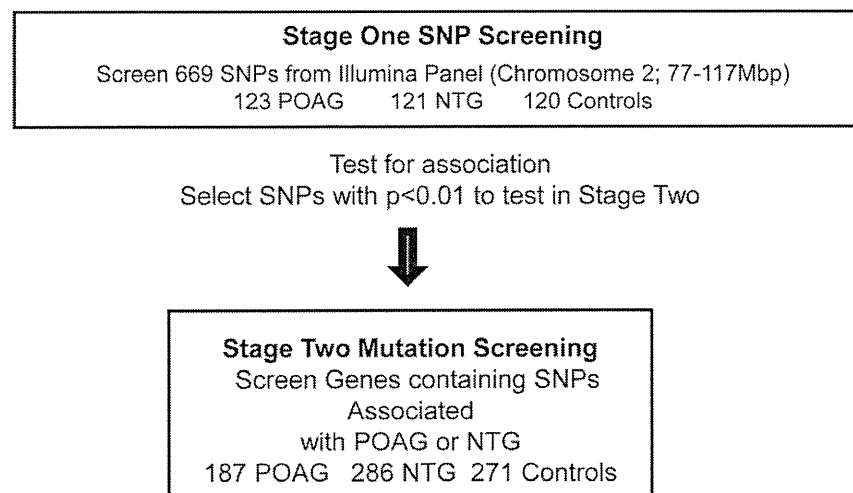 Stage One SNP Screening
Screen 669 SNPs from Illumina Panel (Chromosome 2; 77-117Mbp)
123 POAG 121 NTG 120 Controls
Test for association
Select SNPs with p<0.01 to test in Stage Two
Stage Two Mutation Screening
Screen Genes containing SNPs
Associated
with POAG or NTG
187 POAG 286 NTG 271 Controls